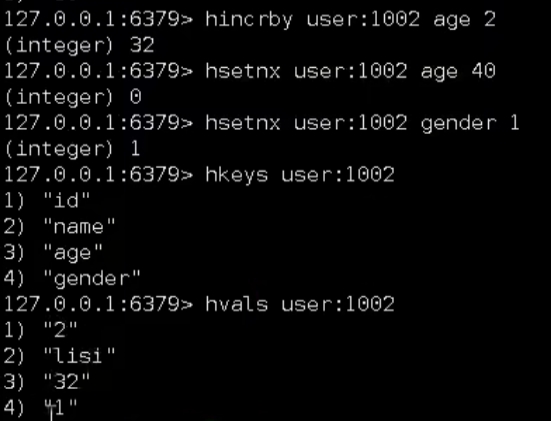 127.0.0.1:6379> hincrby user:1002 age 2
(integer) 32
127.0.0.1:6379> hsetnx user:1002 age 40
(integer) 0
127.0.0.1:6379> hsetnx user:1002 gender 1
(integer) 1
127.0.0.1:6379> hkeys user:1002
1) "id"
2) "name"
3) "age"
4) "gender"
127.0.0.1:6379> hvals user:1002
1) "2"
2) "lisi"
3) "32"
4) "1"